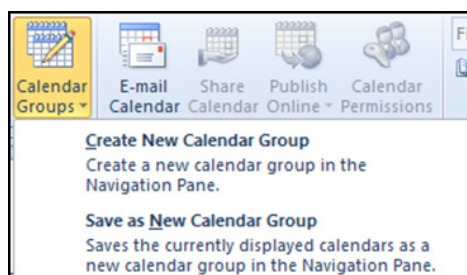 Calendar Groups
E-mail Calendar
Share Calendar
Publish Online
Calendar Permissions
Fi
Create New Calendar Group
Create a new calendar group in the
Navigation Pane.
Save as New Calendar Group
Saves the currently displayed calendars as a
new calendar group in the Navigation Pane.